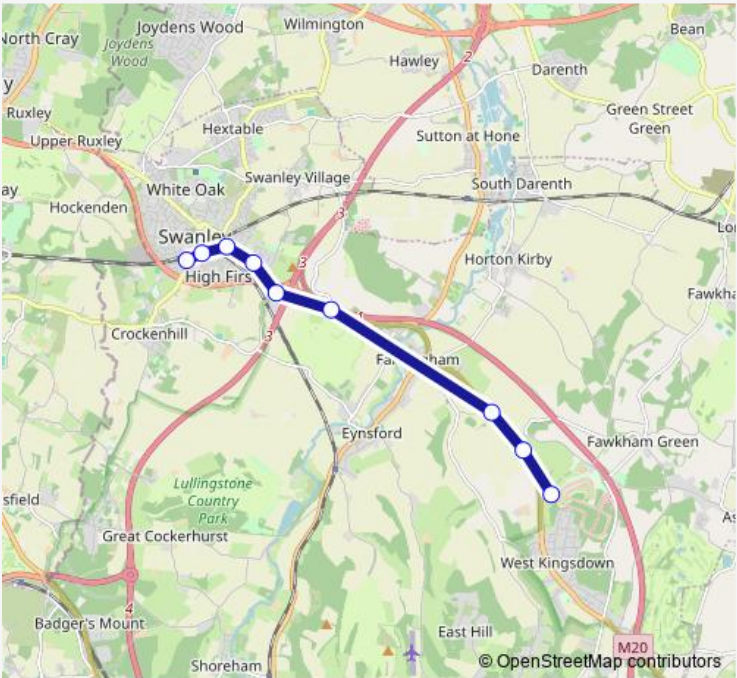 Joydens Wood
Wilmington
Bean
North Cray
Joydens
Wood
Hawley
2
Darenth
y
Ruxley
Green Street
Green
Upper Ruxley
Hextable
Sutton at Hone
ay
White Oak
Swanley Village
South Darenth
Hockenden
3
Swanley
Horton Kirby
High Firs
3
Fawkha
Crockenhill
3
Fawkham Green
Eynsford
sfield
Lullingstone
Country
Park
Great Cockerhurst
West Kingsdown
4
Badger's Mount
East Hill
M20
Shoreham
© OpenStreetMap contributors